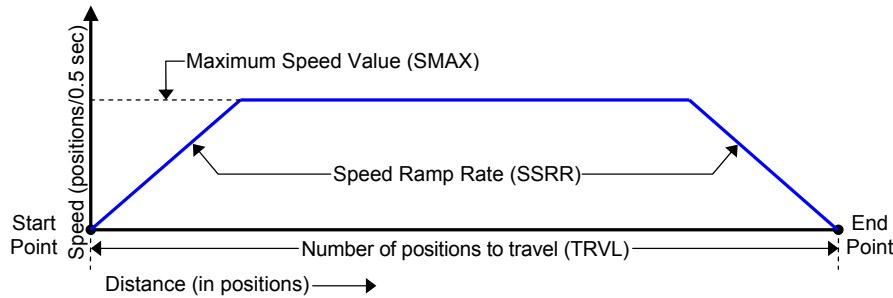 Speed (positions/0.5 sec)
Maximum Speed Value (SMAX)
Speed Ramp Rate (SSRR)
Start
Point
End
Point
Number of positions to travel (TRVL)
Distance (in positions)